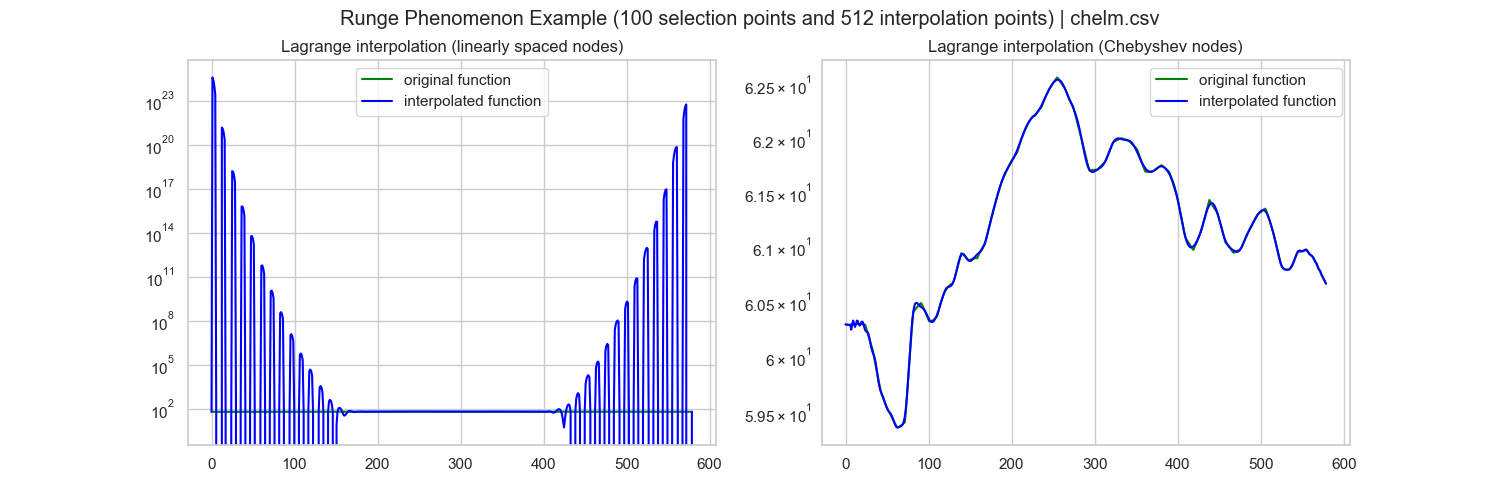 Runge Phenomenon Example (100 selection points and 512 interpolation points) | chelm.csv
Lagrange interpolation (linearly spaced nodes)
original function
interpolated function
10^23
10^20
10^17
10^14
10^11
10^8
10^5
10^2
0 100 200 300 400 500 600
Lagrange interpolation (Chebyshev nodes)
original function
interpolated function
6.25 × 10^1
6.2 × 10^1
6.15 × 10^1
6.1 × 10^1
6.05 × 10^1
6 × 10^1
5.95 × 10^1
0 100 200 300 400 500 600